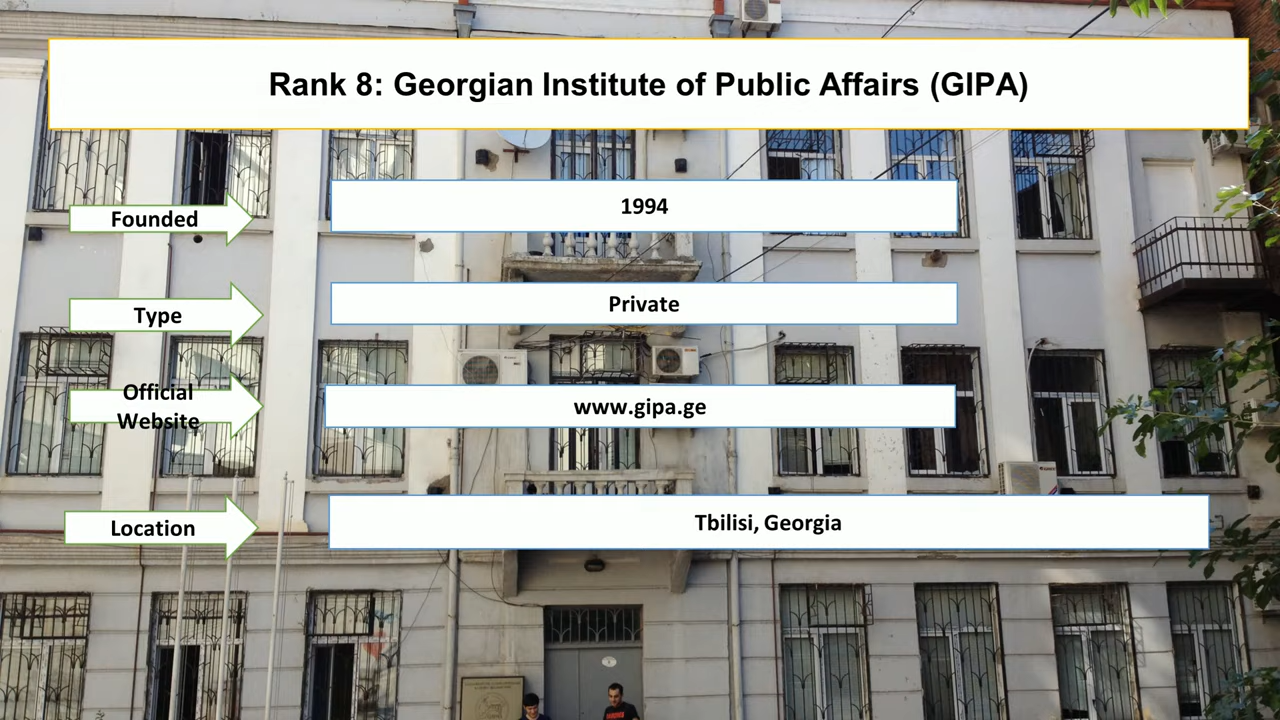 Rank 8: Georgian Institute of Public Affairs (GIPA)
Founded
1994
Type
Private
Official
Website
www.gipa.ge
Location
Tbilisi, Georgia